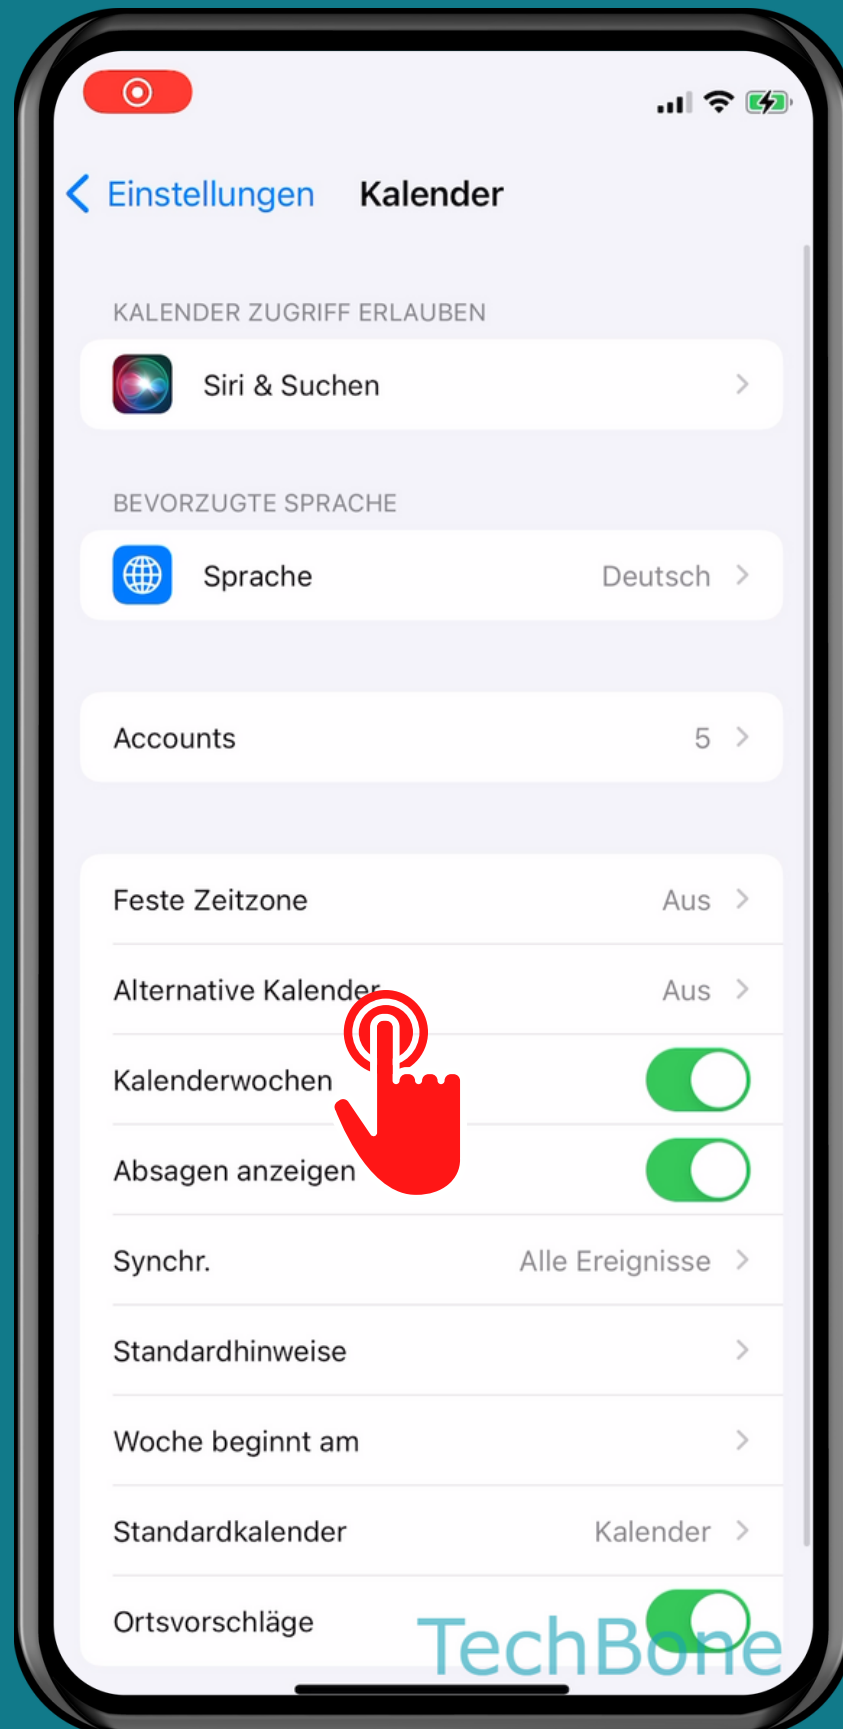 Einstellungen Kalender
KALENDER ZUGRIFF ERLAUBEN
Siri & Suchen
BEVORZUGTE SPRACHE
Sprache Deutsch
Accounts 5
Feste Zeitzone Aus
Alternative Kalender Aus
Kalenderwochen
Absagen anzeigen
Synchr. Alle Ereignisse
Standardhinweise
Woche beginnt am
Standardkalender Kalender
Ortsvorschläge
TechBone